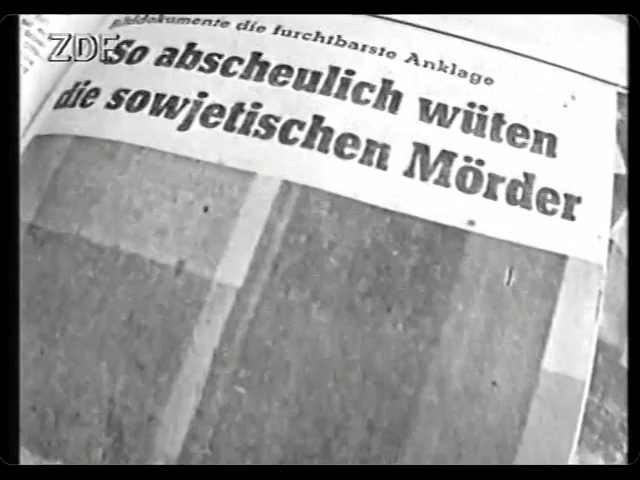 Bilddokumente die furchtbarste Anklage
ZDF
So abscheulich wüten
die sowjetischen Mörder